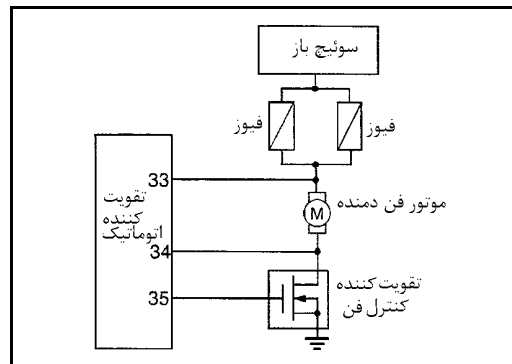 سوئیچ باز
فیوز
فیوز
33
تقویت
کننده
اتوماتیک
موتور فن دمنده
M
34
تقویت کننده
کنترل فن
35